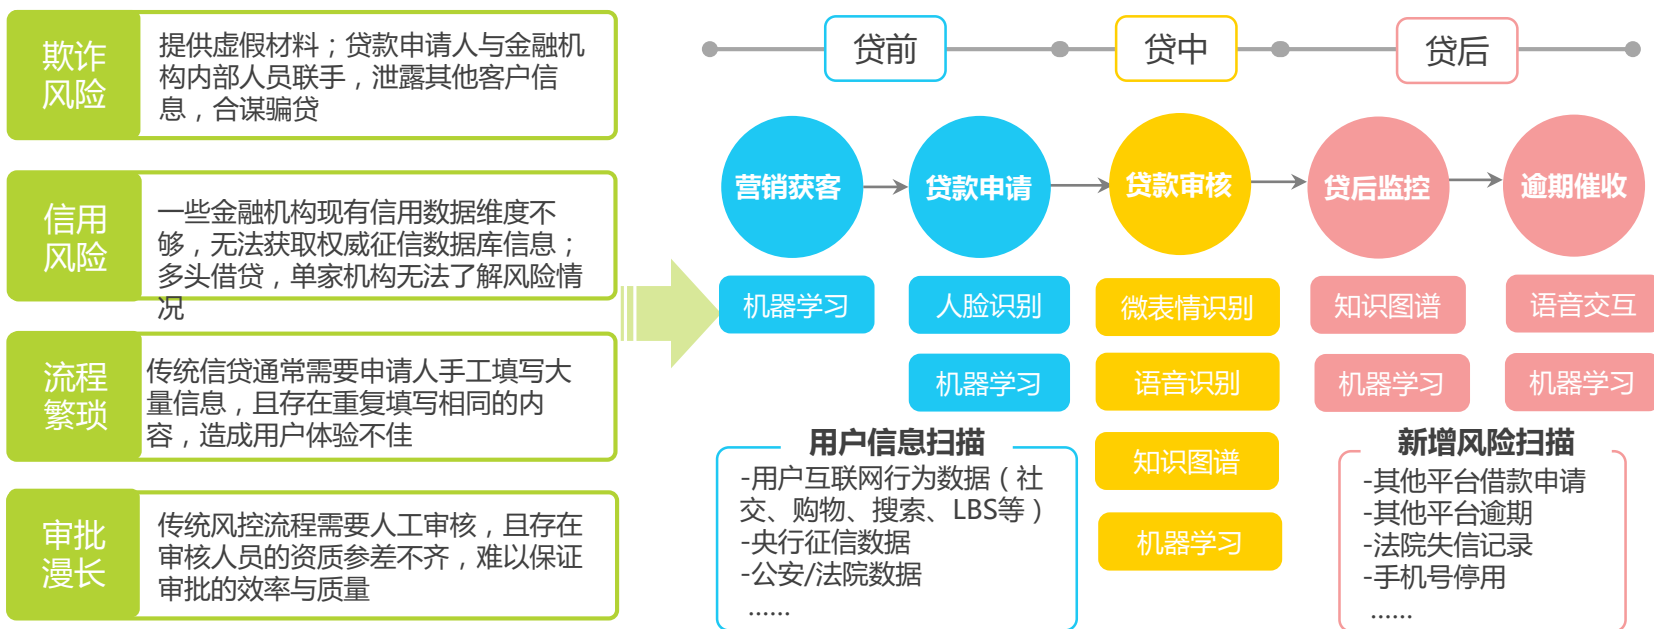 欺诈
风险
提供虚假材料；贷款申请人与金融机
构内部人员联手，泄露其他客户信
息，合谋骗贷
信用
风险
一些金融机构现有信用数据维度不
够，无法获取权威征信数据库信息；
多头借贷，单家机构无法了解风险情
况
流程
繁琐
传统信贷通常需要申请人手工填写大
量信息，且存在重复填写相同的内
容，造成用户体验不佳
审批
漫长
传统风控流程需要人工审核，且存在
审核人员的资质参差不齐，难以保证
审批的效率与质量
贷前
贷中
贷后
营销获客
贷款申请
贷款审核
贷后监控
逾期催收
机器学习
人脸识别
微表情识别
知识图谱
语音交互
机器学习
语音识别
机器学习
机器学习
知识图谱
机器学习
用户信息扫描
-用户互联网行为数据（社
交、购物、搜索、LBS等）
-央行征信数据
-公安/法院数据
......
新增风险扫描
-其他平台借款申请
-其他平台逾期
-法院失信记录
-手机号停用
......